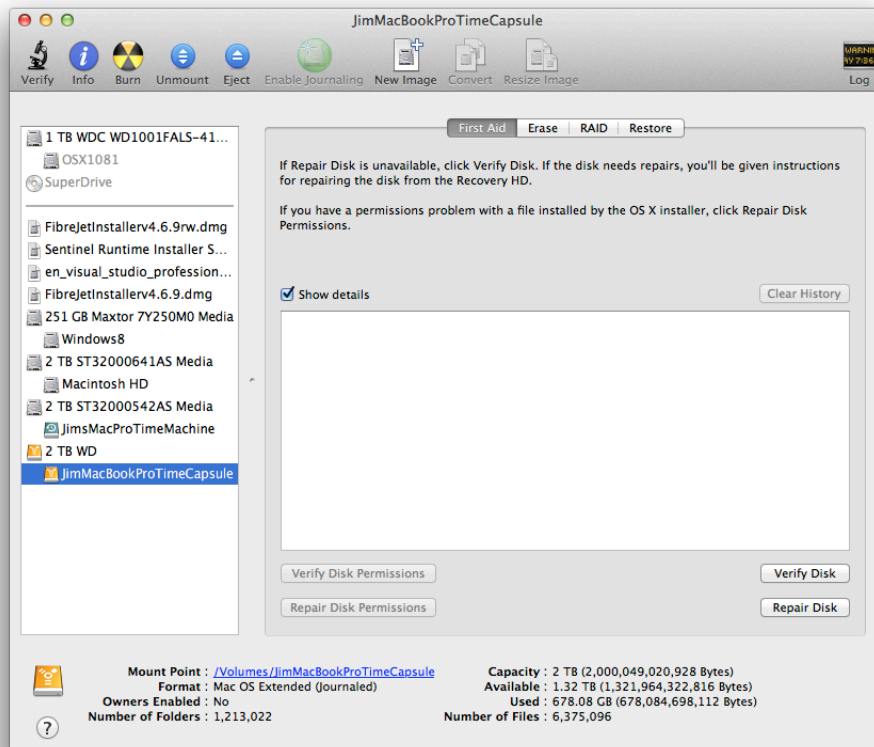 JimMacBookProTimeCapsule
Verify Info Burn Unmount Eject Enable Journaling New Image Convert Resize Image Log
WARNIN
AY 7:36
First Aid Erase RAID Restore
1 TB WDC WD1001FALS-41...
OSX1081
SuperDrive
FibreJetInstallerv4.6.9rw.dmg
Sentinel Runtime Installer S...
en_visual_studio_profession...
FibreJetInstallerv4.6.9.dmg
251 GB Maxtor 7Y250M0 Media
Windows8
2 TB ST32000641AS Media
Macintosh HD
2 TB ST32000542AS Media
JimsMacProTimeMachine
2 TB WD
JimMacBookProTimeCapsule
If Repair Disk is unavailable, click Verify Disk. If the disk needs repairs, you'll be given instructions
for repairing the disk from the Recovery HD.
If you have a permissions problem with a file installed by the OS X installer, click Repair Disk
Permissions.
Show details
Clear History
Verify Disk Permissions
Verify Disk
Repair Disk Permissions
Repair Disk
Mount Point : /Volumes/JimMacBookProTimeCapsule
Format : Mac OS Extended (Journaled)
Owners Enabled : No
Number of Folders : 1,213,022
Capacity : 2 TB (2,000,049,020,928 Bytes)
Available : 1.32 TB (1,321,964,322,816 Bytes)
Used : 678.08 GB (678,084,698,112 Bytes)
Number of Files : 6,375,096
?